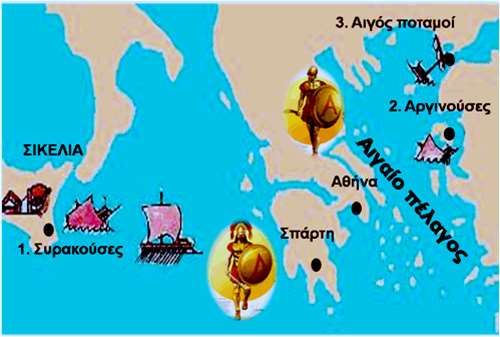 3. Αιγός ποταμοί
2. Αργινούσες
ΣΙΚΕΛΙΑ
Αιγαίο πέλαγος
Αθήνα
1. Συρακούσες
Σπάρτη
Α
Λ